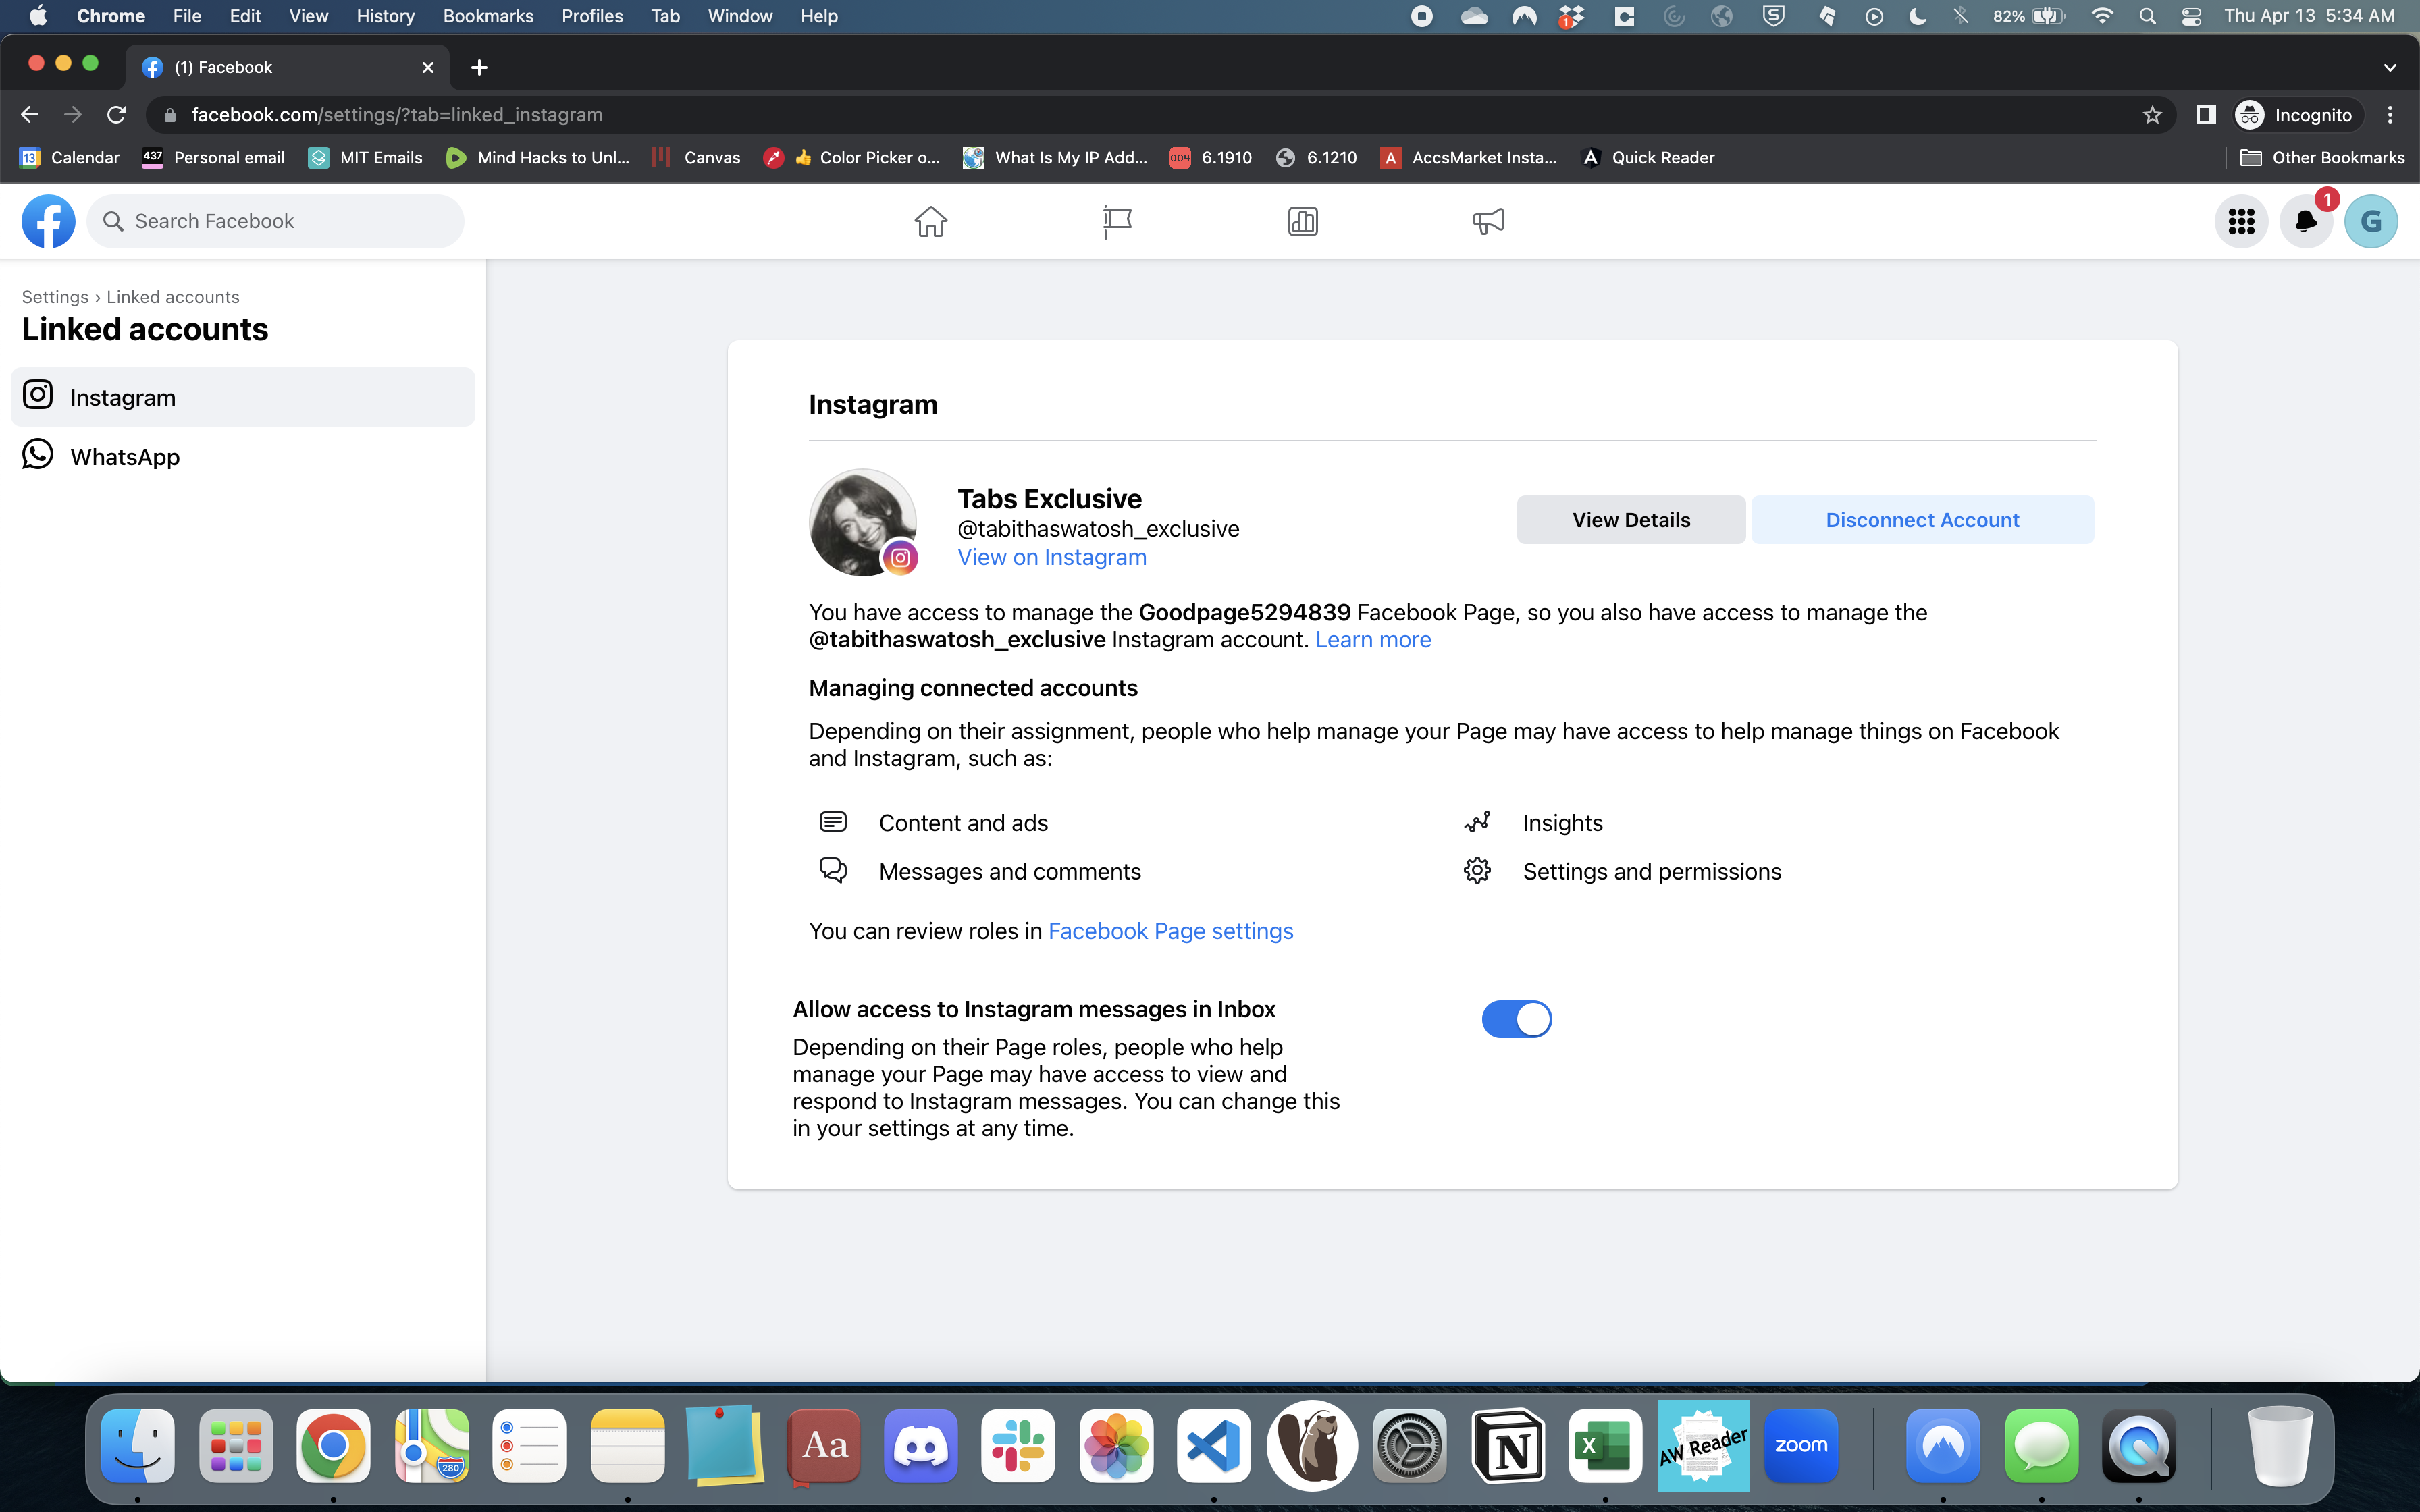 Chrome File Edit View History Bookmarks Profiles Tab Window Help
1
82%
Thu Apr 13 5:34 AM
(1) Facebook
facebook.com/settings/?tab=linked_instagram
Incognito
13 Calendar
437 Personal email
MIT Emails
Mind Hacks to Unl...
Canvas
Color Picker o...
What Is My IP Add...
004 6.1910
6.1210
A AccsMarket Insta...
Quick Reader
Other Bookmarks
Search Facebook
1
G
Settings › Linked accounts
Linked accounts
Instagram
WhatsApp
Instagram
Tabs Exclusive
@tabithaswatosh_exclusive
View on Instagram
View Details
Disconnect Account
You have access to manage the Goodpage5294839 Facebook Page, so you also have access to manage the
@tabithaswatosh_exclusive Instagram account. Learn more
Managing connected accounts
Depending on their assignment, people who help manage your Page may have access to help manage things on Facebook
and Instagram, such as:
Content and ads
Insights
Messages and comments
Settings and permissions
You can review roles in Facebook Page settings
Allow access to Instagram messages in Inbox
Depending on their Page roles, people who help
manage your Page may have access to view and
respond to Instagram messages. You can change this
in your settings at any time.
280
Aa
N
X
AW Reader
zoom